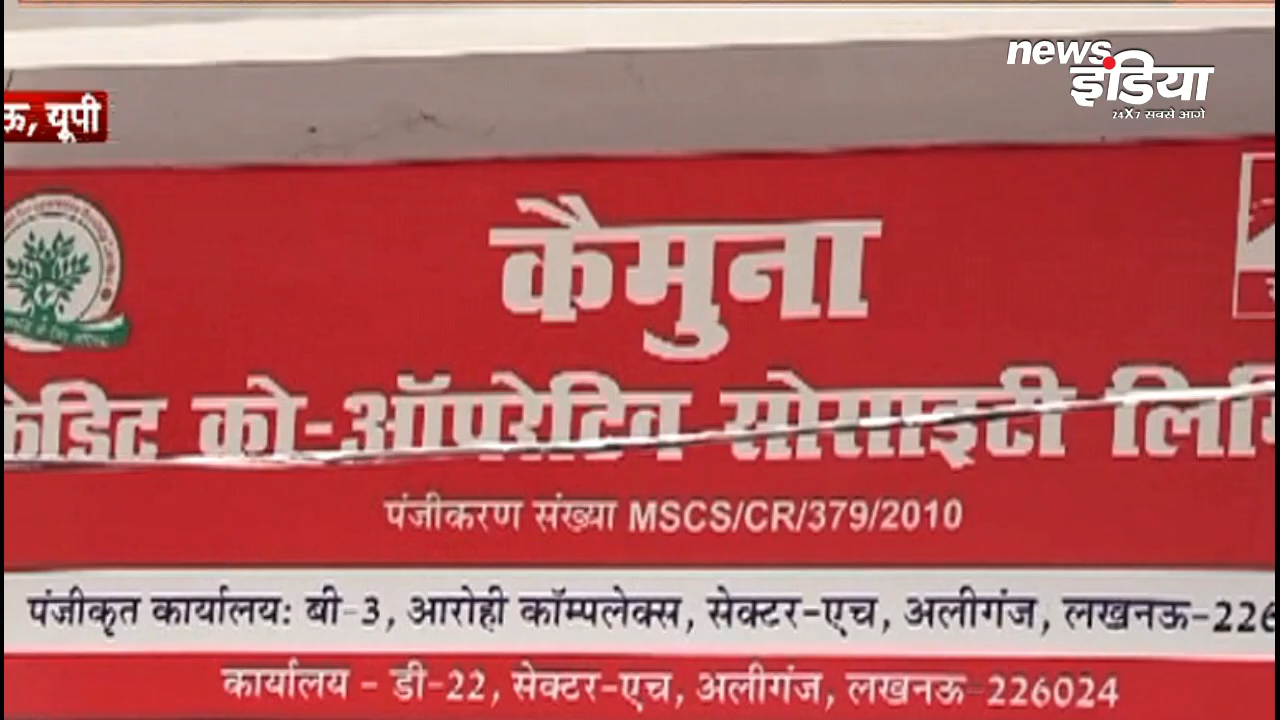 news
इंडिया
24X7 सबसे आगे
ऊ, यूपी
कैमुना
क्रेडिट को-ऑपरेटिव सोसाइटी लिमि
पंजीकरण संख्या MSCS/CR/379/2010
पंजीकृत कार्यालय: बी-3, आरोही कॉम्पलेक्स, सेक्टर-एच, अलीगंज, लखनऊ-226
कार्यालय - डी-22, सेक्टर-एच, अलीगंज, लखनऊ-226024